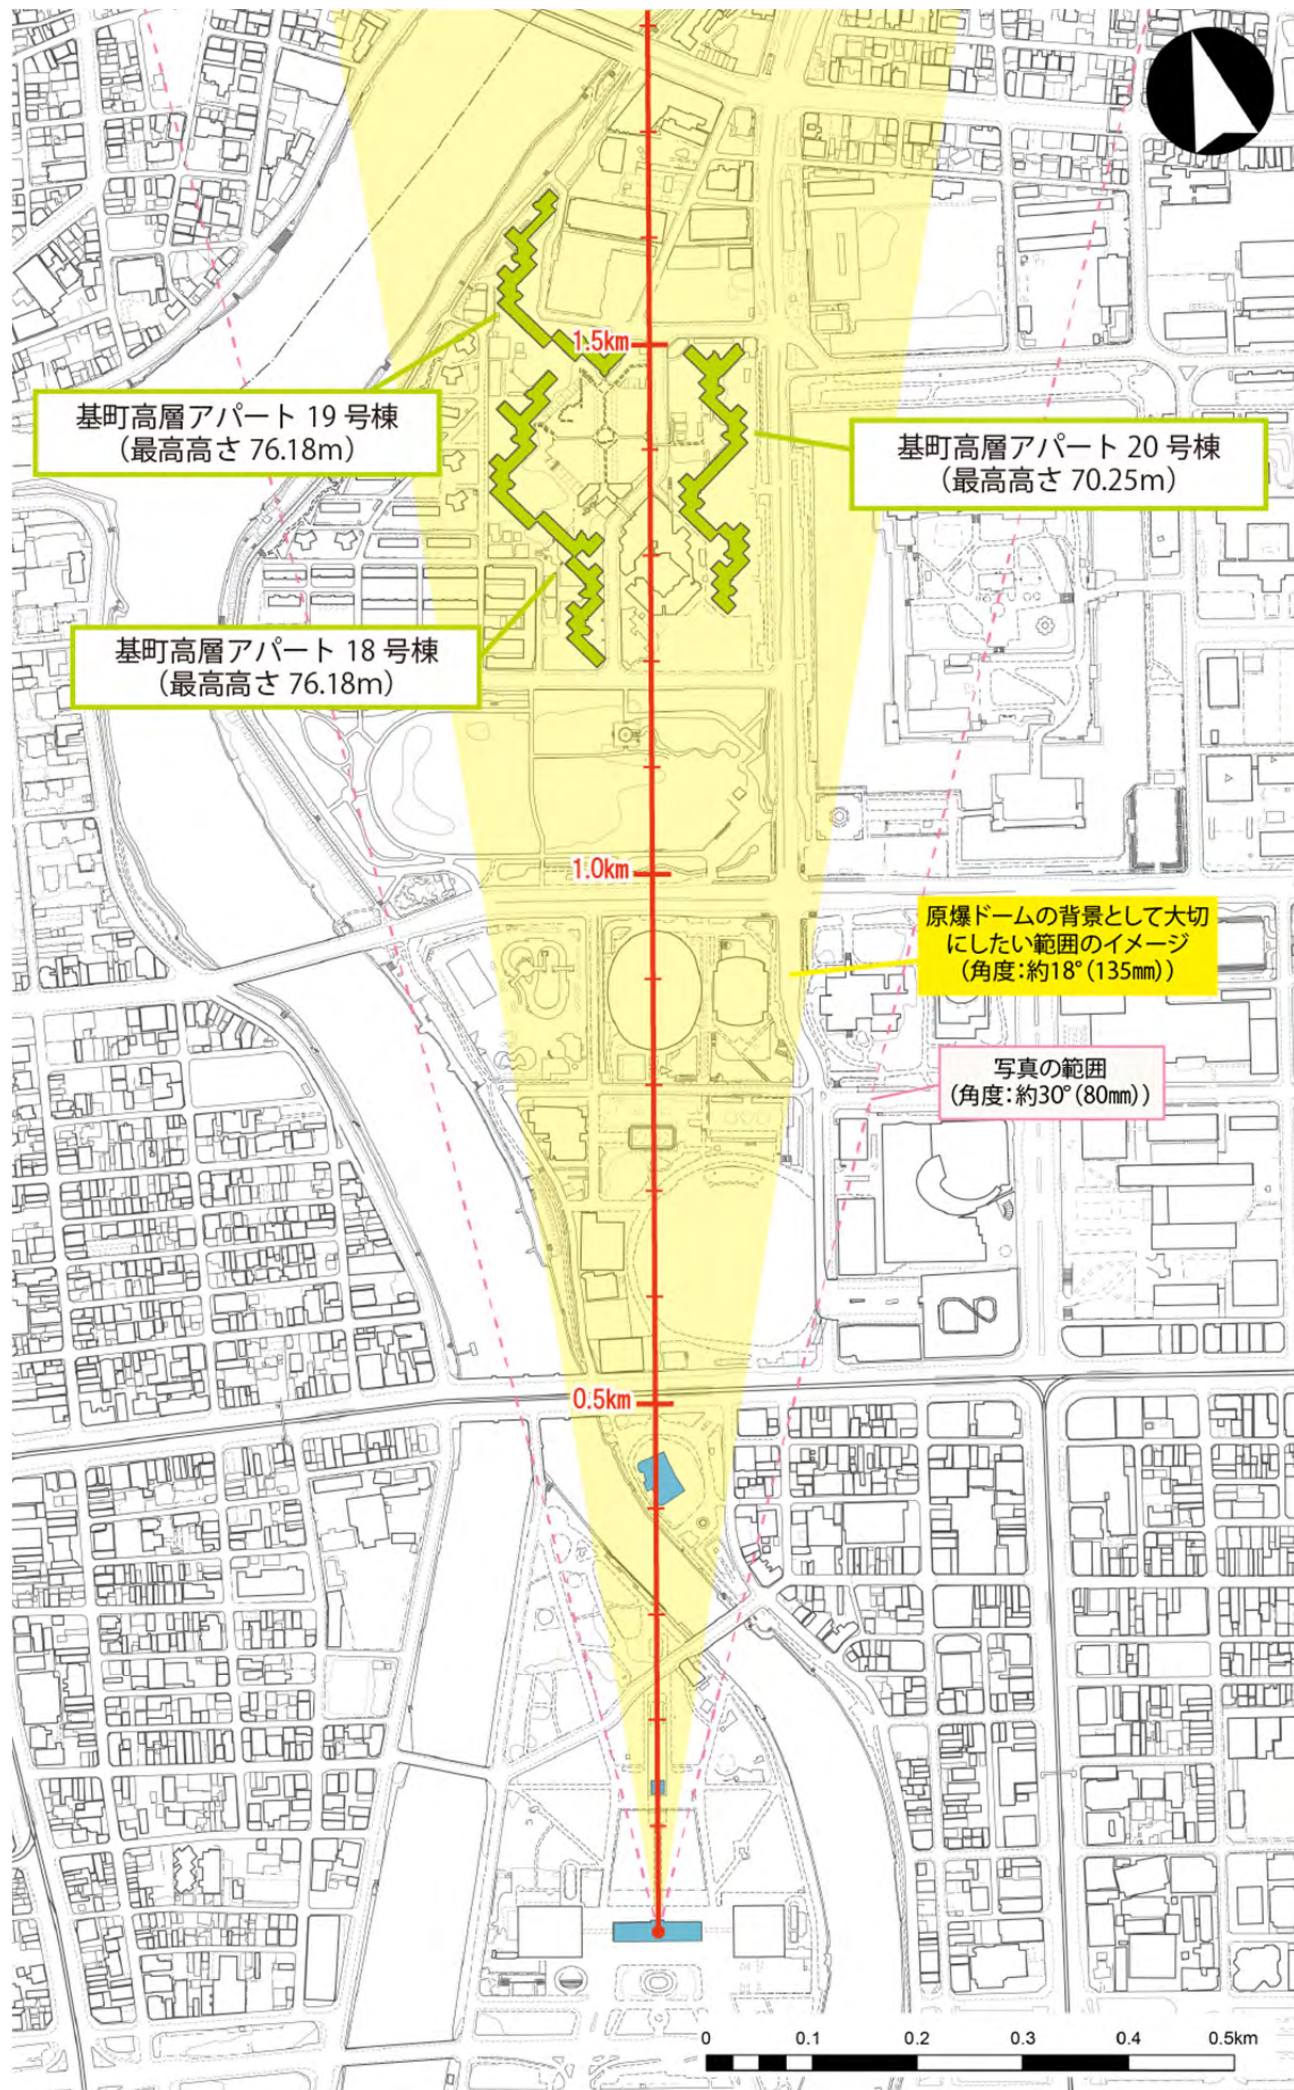 1.5km
基町高層アパート 19 号棟
（最高高さ 76.18m）
基町高層アパート 20 号棟
（最高高さ 70.25m）
基町高層アパート 18 号棟
（最高高さ 76.18m）
1.0km
原爆ドームの背景として大切
にしたい範囲のイメージ
（角度：約18°（135㎜））
写真の範囲
（角度：約30°（80㎜））
0.5km
0 0.1 0.2 0.3 0.4 0.5km